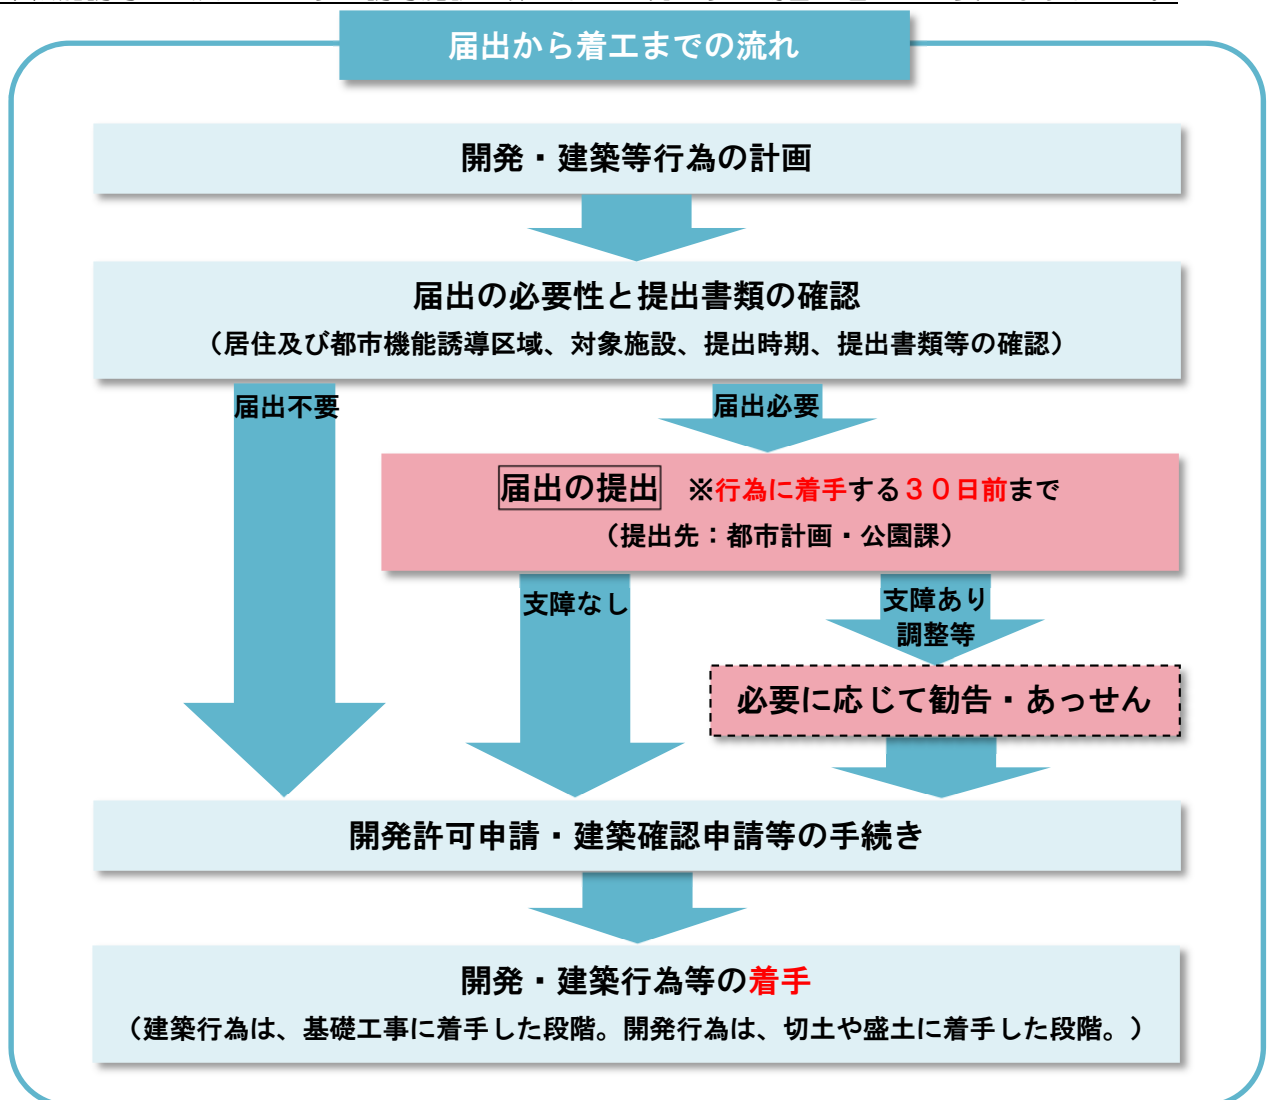 届出から着工までの流れ
開発・建築等行為の計画
届出の必要性と提出書類の確認
（居住及び都市機能誘導区域、対象施設、提出時期、提出書類等の確認）
届出不要
届出必要
届出の提出 ※行為に着手する３０日前まで
（提出先：都市計画・公園課）
支障なし
支障あり
調整等
必要に応じて勧告・あっせん
開発許可申請・建築確認申請等の手続き
開発・建築行為等の着手
（建築行為は、基礎工事に着手した段階。開発行為は、切土や盛土に着手した段階。）